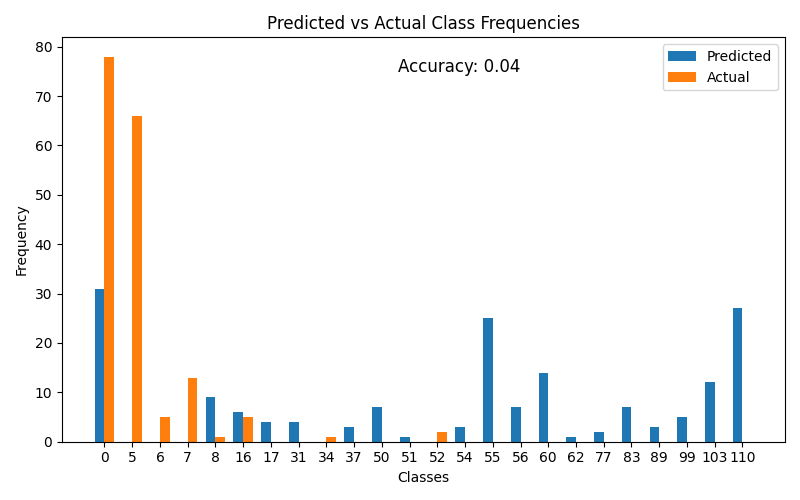 Predicted vs Actual Class Frequencies
Accuracy: 0.04
Predicted
Actual
Frequency
80
70
60
50
40
30
20
10
0
0 5 6 7 8 16 17 31 34 37 50 51 52 54 55 56 60 62 77 83 89 99 103 110
Classes